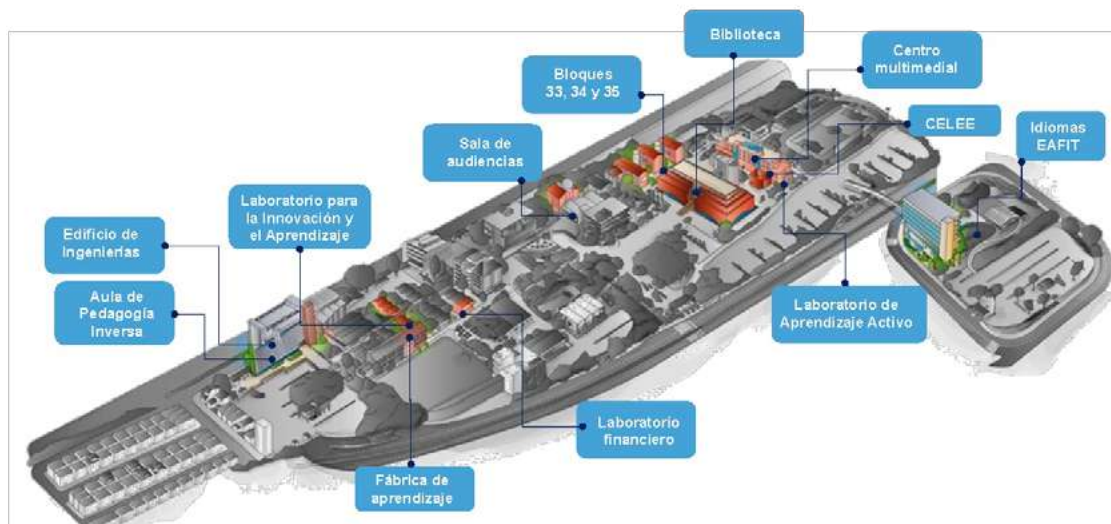 Biblioteca
Centro
multimedial
Bloques
33, 34 y 35
CELEE
Idiomas
EAFIT
Sala de
audiencias
Laboratorio para
la Innovación y
el Aprendizaje
Edificio de
Ingenierías
Aula de
Pedagogía
Inversa
Laboratorio de
Aprendizaje Activo
Laboratorio
financiero
Fábrica de
aprendizaje